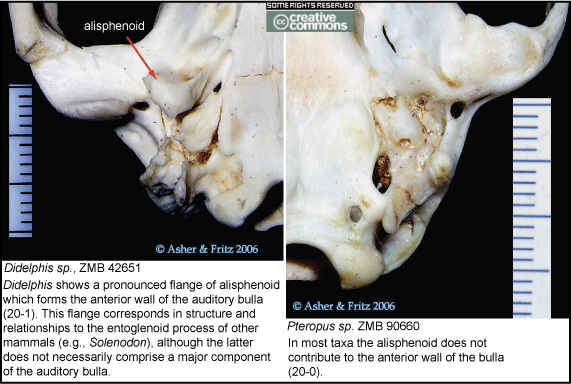 SOME RIGHTS RESERVED
cc creative
commons
alisphenoid
© Asher & Fritz 2006
Didelphis sp., ZMB 42651
Didelphis shows a pronounced flange of alisphenoid
which forms the anterior wall of the auditory bulla
(20-1). This flange corresponds in structure and
relationships to the entoglenoid process of other
mammals (e.g., Solenodon), although the latter
does not necessarily comprise a major component
of the auditory bulla.
© Asher & Fritz 2006
Pteropus sp. ZMB 90660
In most taxa the alisphenoid does not
contribute to the anterior wall of the bulla
(20-0).